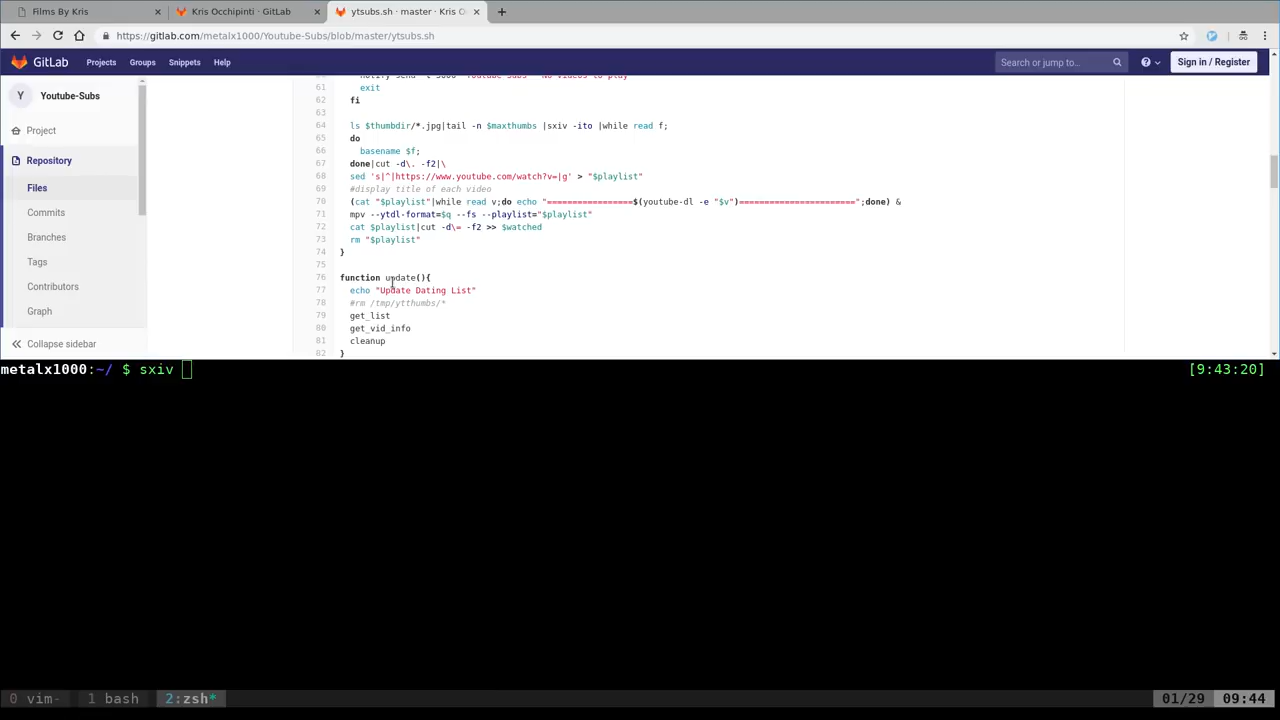 Films By Kris
Kris Occhipinti · GitLab
ytsubs.sh · master · Kris O
https://gitlab.com/metalx1000/Youtube-Subs/blob/master/ytsubs.sh
GitLab
Projects
Groups
Snippets
Help
Search or jump to...
Sign in / Register
Y
Youtube-Subs
Project
Repository
Files
Commits
Branches
Tags
Contributors
Graph
Collapse sidebar
61 exit
62 fi
63
64 ls $thumbdir/*.jpg|tail -n $maxthumbs |sxiv -ito |while read f;
65 do
66 basename $f;
67 done|cut -d\. -f2|\
68 sed 's|^|https://www.youtube.com/watch?v=|g' > "$playlist"
69 #display title of each video
70 (cat "$playlist"|while read v;do echo "=================$(youtube-dl -e "$v")=======================";done) &
71 mpv --ytdl-format=$q --fs --playlist="$playlist"
72 cat $playlist|cut -d\= -f2 >> $watched
73 rm "$playlist"
74 }
75
76 function update(){
77 echo "Update Dating List"
78 #rm /tmp/ytthumbs/*
79 get_list
80 get_vid_info
81 cleanup
82 }
metalx1000:~/ $ sxiv
[9:43:20]
0 vim- 1 bash 2:zsh*
01/29 09:44